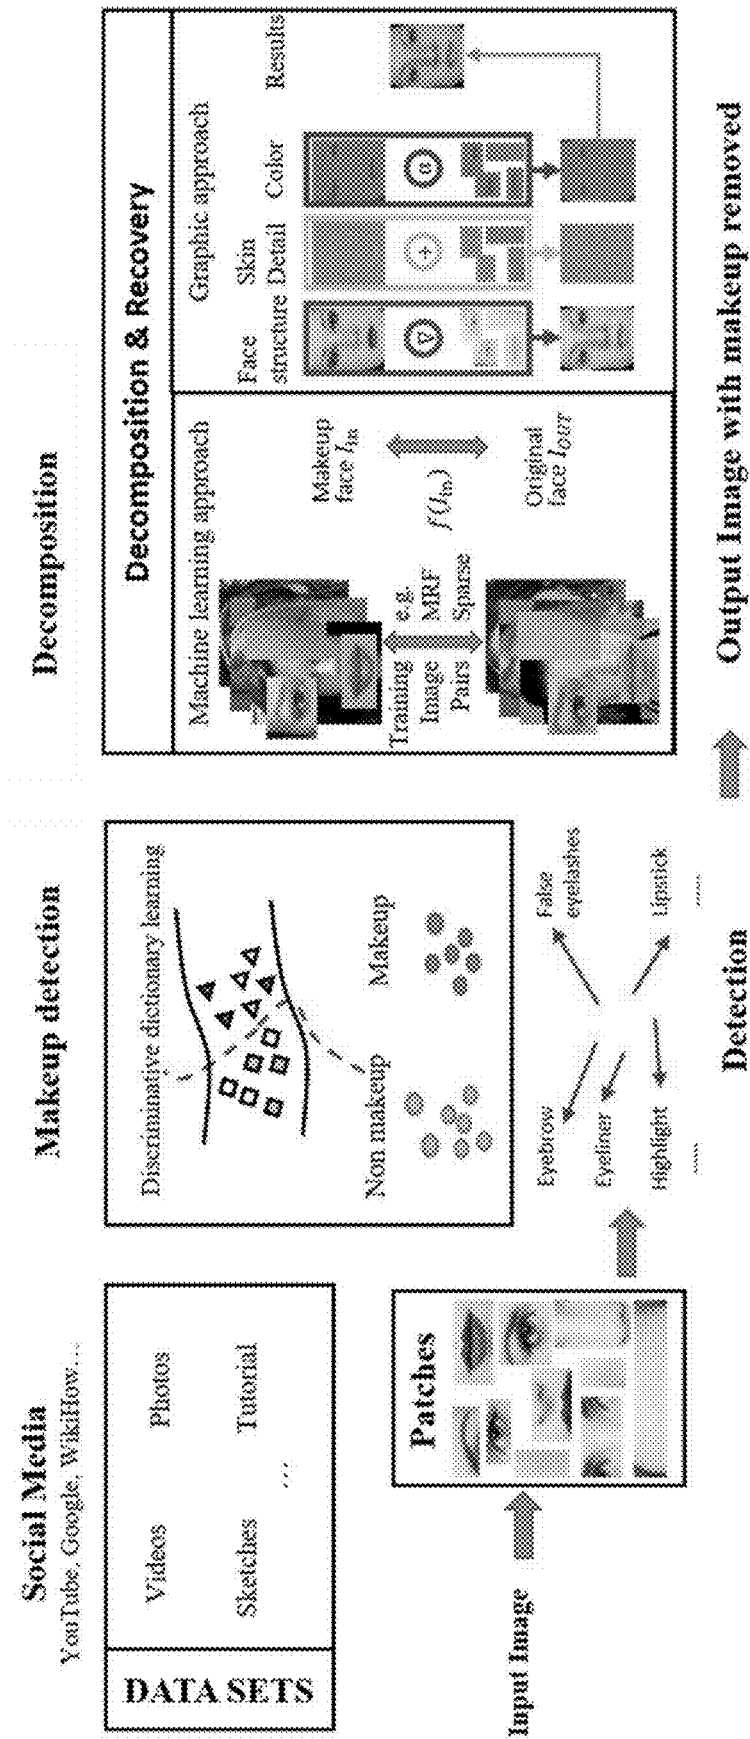 Social Media
YouTube, Google, WikiHow…
DATA SETS
Videos
Photos
Sketches
Tutorial
…
Input Image
Patches
Makeup detection
Discriminative dictionary learning
Non makeup
Makeup
Eyebrow
False
eyelashes
Eyeliner
Highlight
Lipstick
......
......
Detection
Decomposition
Decomposition & Recovery
Machine learning approach
Training
Image
Pairs
e.g.
MRF
Sparse
Makeup
face Iin
f(Iin)
Original
face IOUT
Graphic approach
Face
structure
Skin
Detail
Color
Results
∇
+
α
Output Image with makeup removed